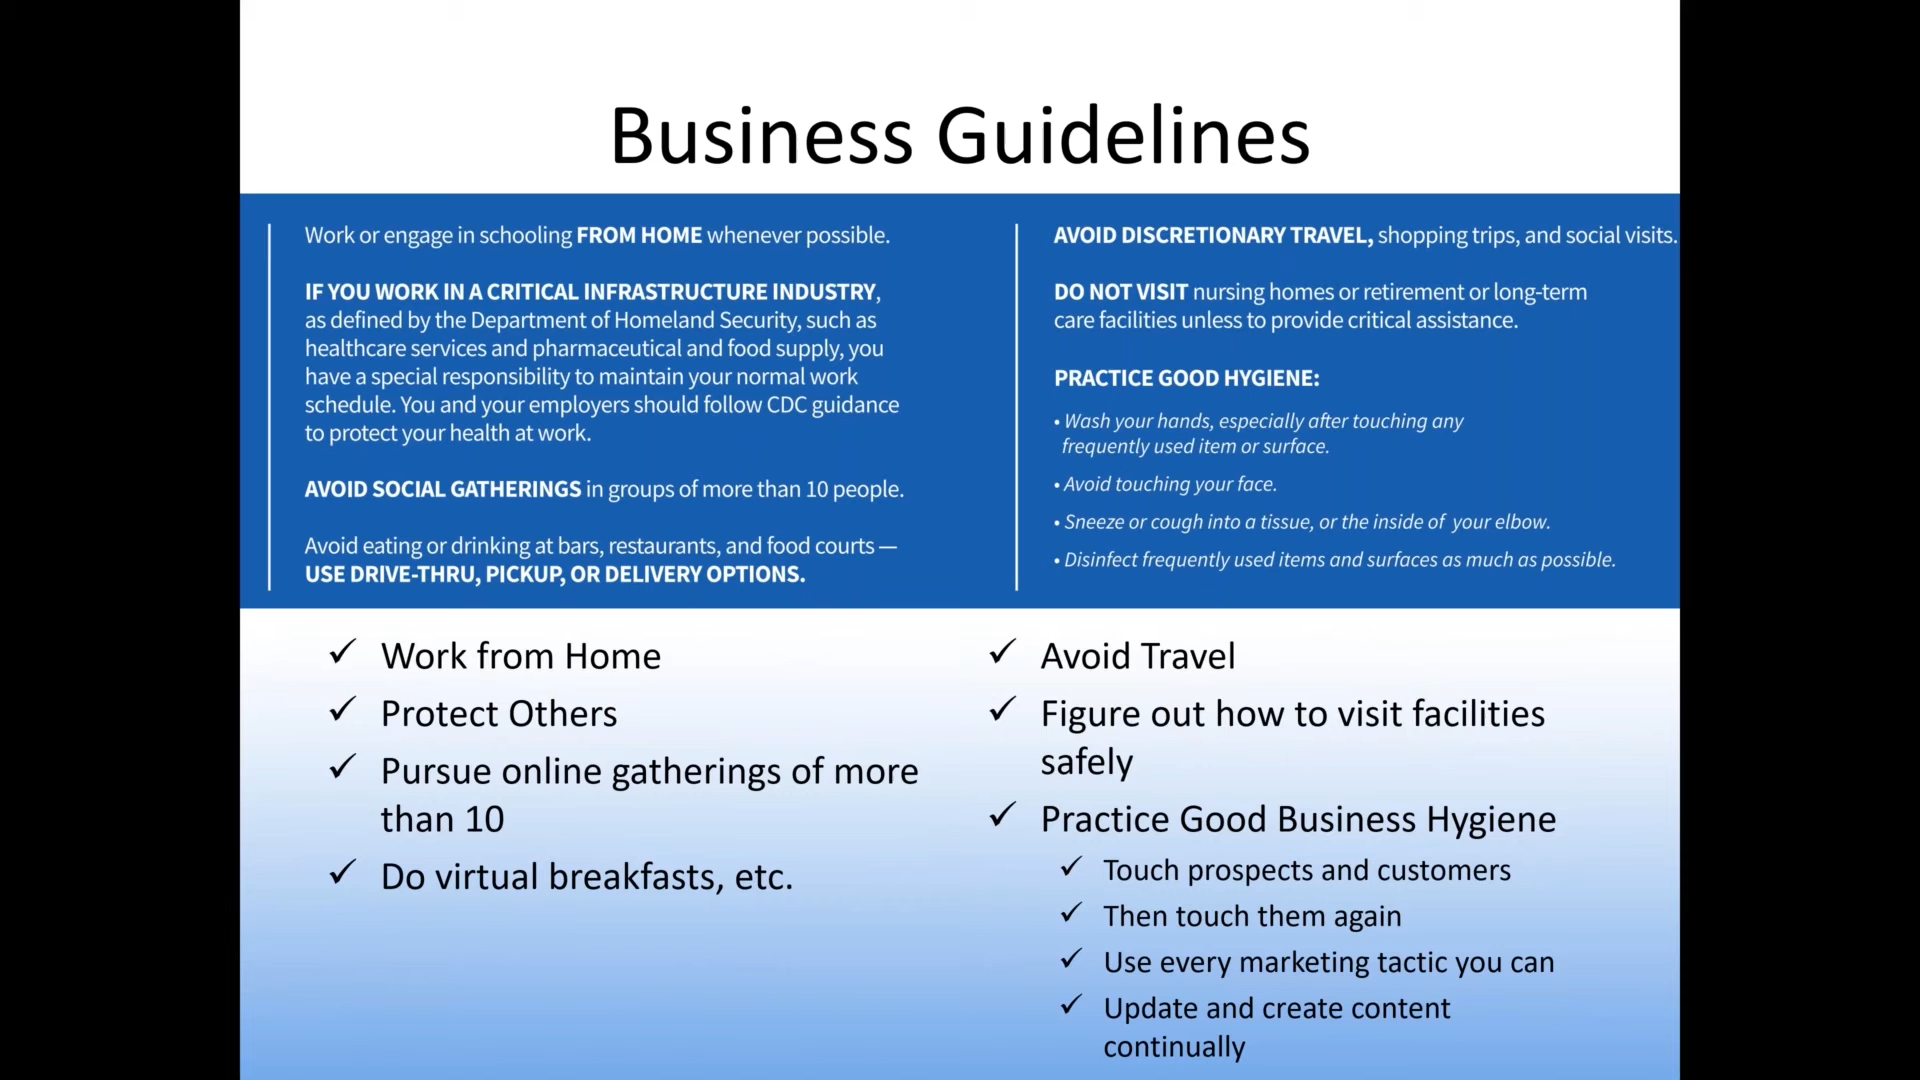 Business Guidelines
Work or engage in schooling FROM HOME whenever possible.
IF YOU WORK IN A CRITICAL INFRASTRUCTURE INDUSTRY,
as defined by the Department of Homeland Security, such as
healthcare services and pharmaceutical and food supply, you
have a special responsibility to maintain your normal work
schedule. You and your employers should follow CDC guidance
to protect your health at work.
AVOID SOCIAL GATHERINGS in groups of more than 10 people.
Avoid eating or drinking at bars, restaurants, and food courts —
USE DRIVE-THRU, PICKUP, OR DELIVERY OPTIONS.
AVOID DISCRETIONARY TRAVEL, shopping trips, and social visits.
DO NOT VISIT nursing homes or retirement or long-term
care facilities unless to provide critical assistance.
PRACTICE GOOD HYGIENE:
• Wash your hands, especially after touching any
frequently used item or surface.
• Avoid touching your face.
• Sneeze or cough into a tissue, or the inside of your elbow.
• Disinfect frequently used items and surfaces as much as possible.
✓ Work from Home
✓ Protect Others
✓ Pursue online gatherings of more
than 10
✓ Do virtual breakfasts, etc.
✓ Avoid Travel
✓ Figure out how to visit facilities
safely
✓ Practice Good Business Hygiene
✓ Touch prospects and customers
✓ Then touch them again
✓ Use every marketing tactic you can
✓ Update and create content
continually